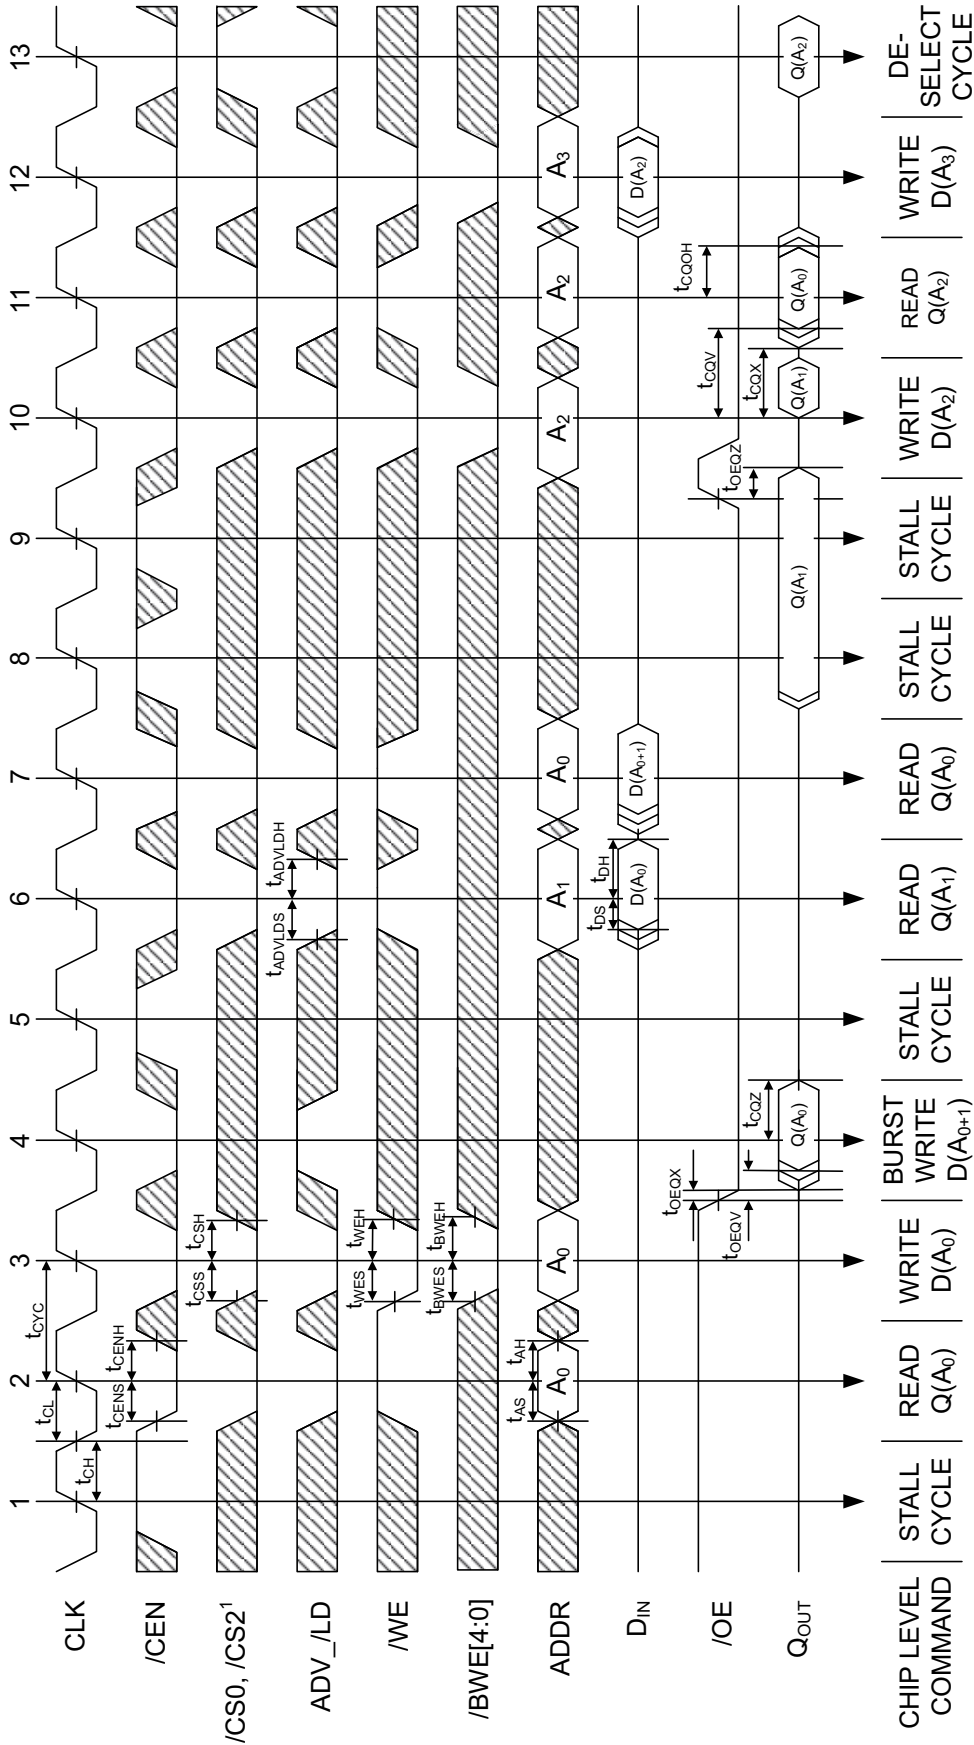 1 2 3 4 5 6 7 8 9 10 11 12 13
CLK
tCH
tCL
tCYC
/CEN
tCENS
tCENH
/CS0, /CS2¹
tCSS
tCSH
ADV_/LD
tADVLDS
tADVLDH
/WE
tWES
tWEH
/BWE[4:0]
tBWES
tBWEH
ADDR
tAS
tAH
A₀ A₀ A₁ A₀ A₂ A₂ A₃
DIN
tDS
tDH
D(A₀) D(A₀₊₁) D(A₂)
/OE
tOEQX
tOEQV
tOEQZ
QOUT
tCQZ
tCQV
tCQX
tCQOH
Q(A₀) Q(A₁) Q(A₁) Q(A₀) Q(A₂)
CHIP LEVEL
COMMAND
STALL
CYCLE
READ
Q(A₀)
WRITE
D(A₀)
BURST
WRITE
D(A₀₊₁)
STALL
CYCLE
READ
Q(A₁)
READ
Q(A₀)
STALL
CYCLE
STALL
CYCLE
WRITE
D(A₂)
READ
Q(A₂)
WRITE
D(A₃)
DE-
SELECT
CYCLE